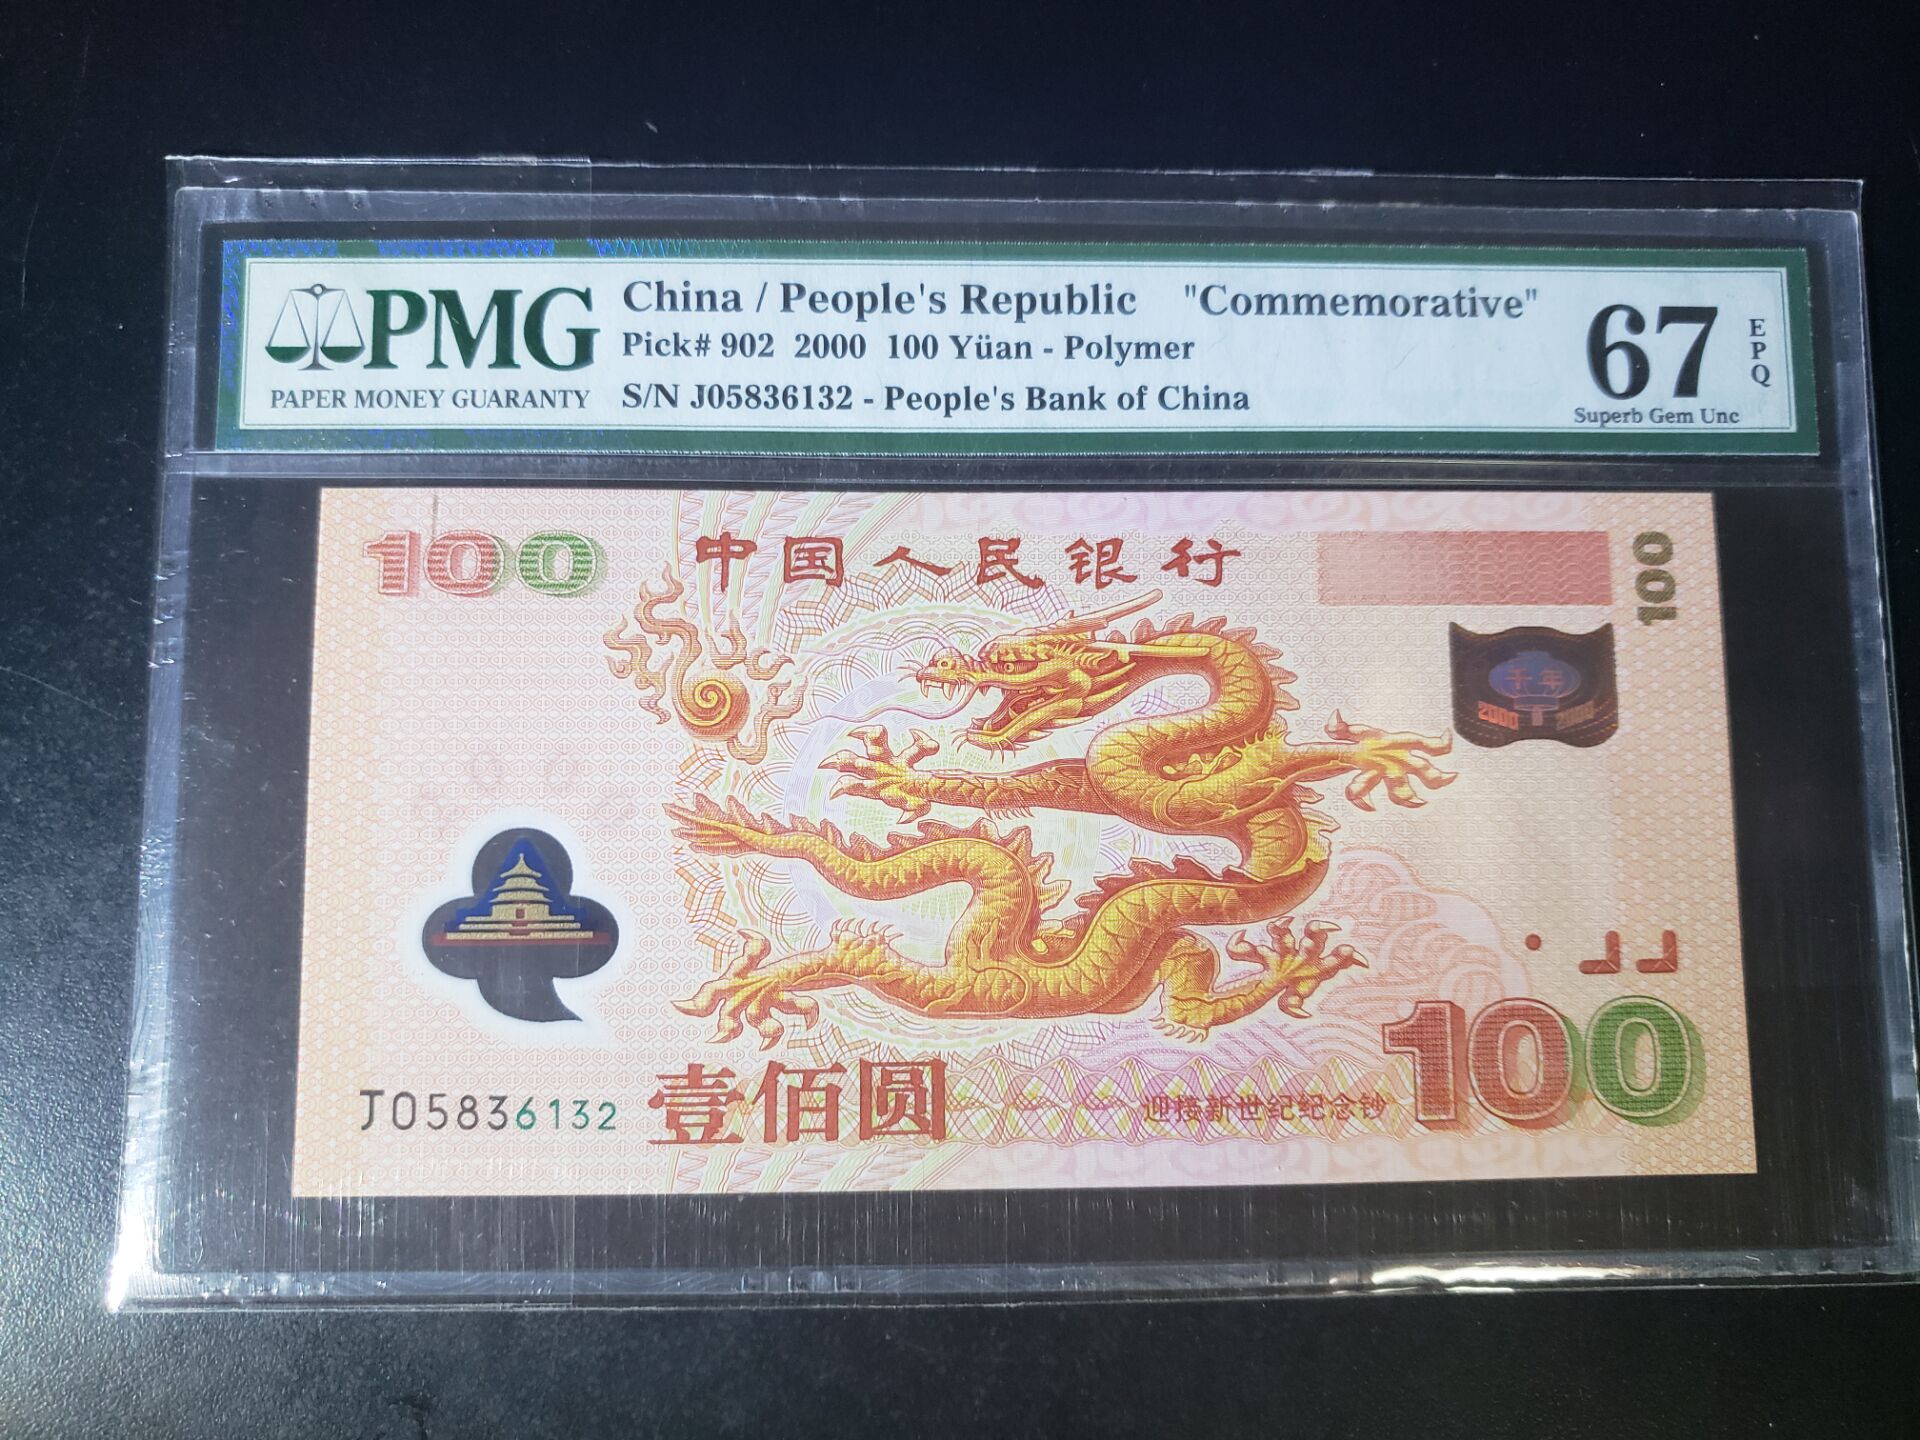 PMG
PAPER MONEY GUARANTY
China / People's Republic "Commemorative"
Pick# 902 2000 100 Yüan - Polymer
S/N J05836132 - People's Bank of China
67
EPQ
Superb Gem Unc
100
中国人民银行
100
千年
2000 2000
J05836132
壹佰圆
迎接新世纪纪念钞
100